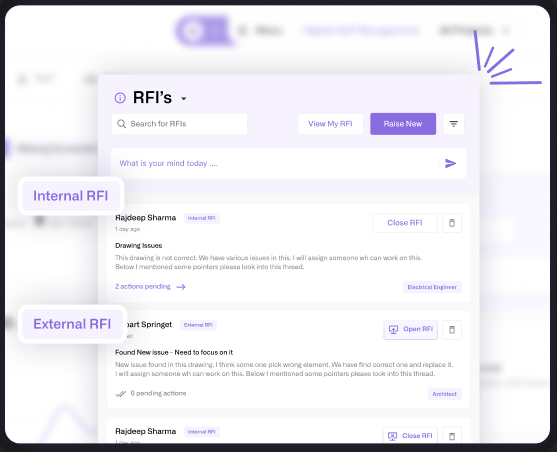 RFI's
Search for RFIs
View My RFI
Raise New
What is your mind today ....
Internal RFI
Rajdeep Sharma
Internal RFI
Close RFI
1 day ago
Drawing Issues
This drawing is not correct. We have various issues in this. I will assign someone wh can work on this.
Below I mentioned some pointers please look into this thread.
2 actions pending
Electrical Engineer
External RFI
part Springet
External RFI
Open RFI
Found New issue - Need to focus on it
New issue found in this drawing. I think some one pick wrong element. We have find correct one and replace it.
I will assign someone wh can work on this. Below I mentioned some pointers please look into this thread.
0 pending actions
Architect
Rajdeep Sharma
Internal RFI
Close RFI
1 day ago